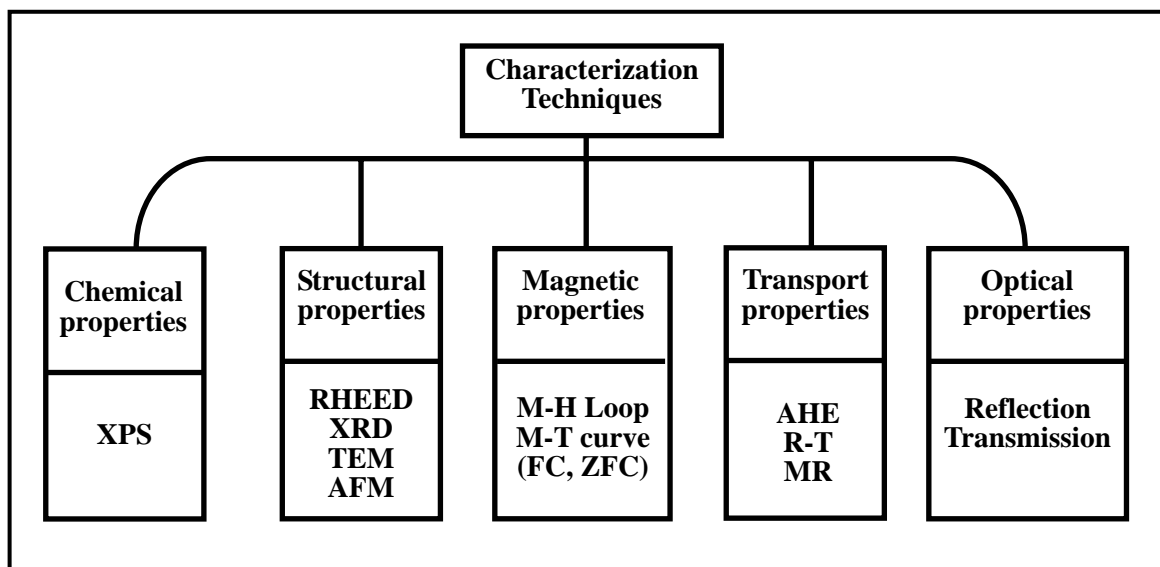 Characterization
Techniques
Chemical
properties
XPS
Structural
properties
RHEED
XRD
TEM
AFM
Magnetic
properties
M-H Loop
M-T curve
(FC, ZFC)
Transport
properties
AHE
R-T
MR
Optical
properties
Reflection
Transmission